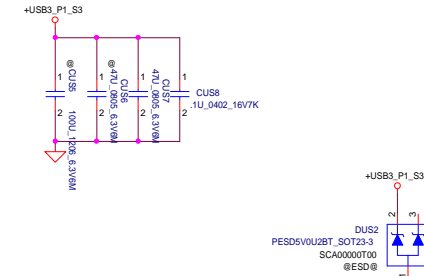 +USB3_P1_S3
@
CUS5
100U_1206_6.3V6M
@
CUS6
47U_0805_6.3V6M
CUS7
47U_0805_6.3V6M
CUS8
.1U_0402_16V7K
1
1
1
1
2
2
2
2
+USB3_P1_S3
2
3
DUS2
PESD5V0U2BT_SOT23-3
SCA00000T00
@ESD@
1